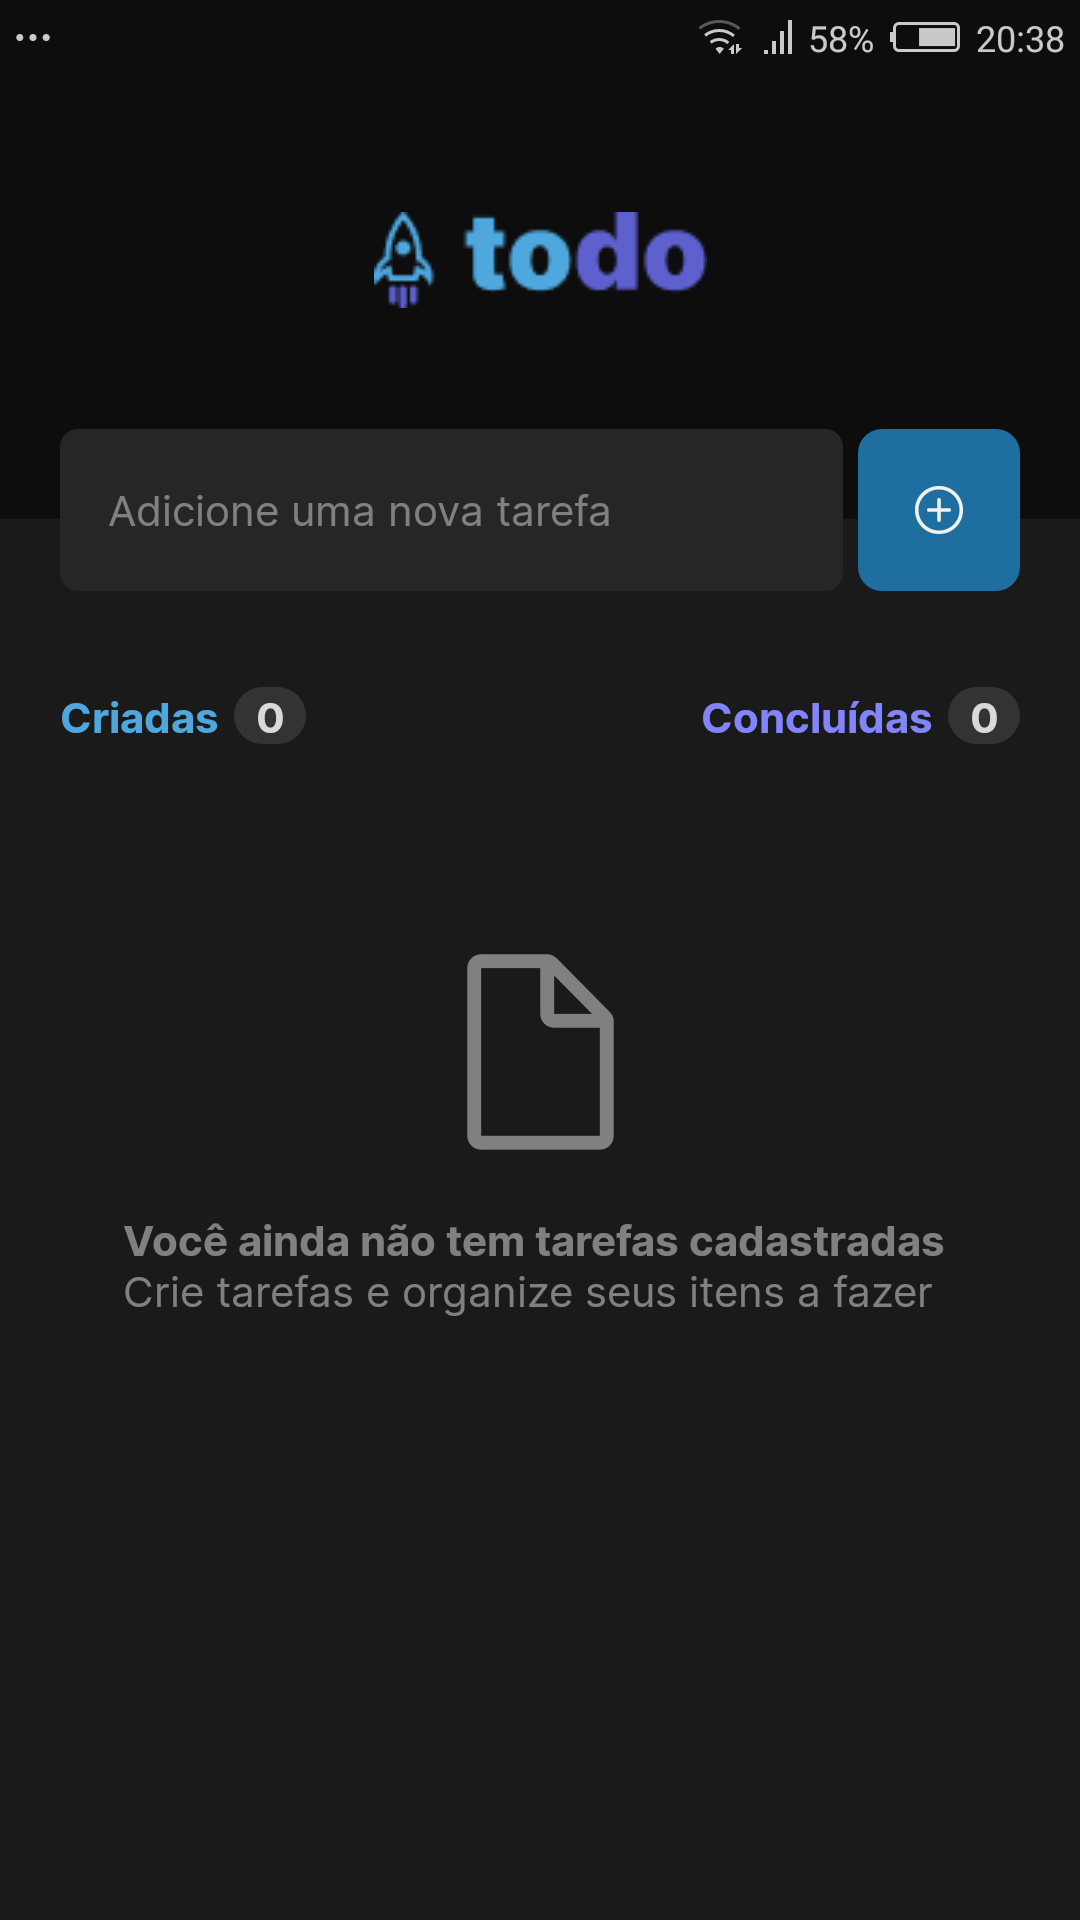 58% 20:38
todo
Adicione uma nova tarefa
Criadas 0 Concluídas 0
Você ainda não tem tarefas cadastradas
Crie tarefas e organize seus itens a fazer